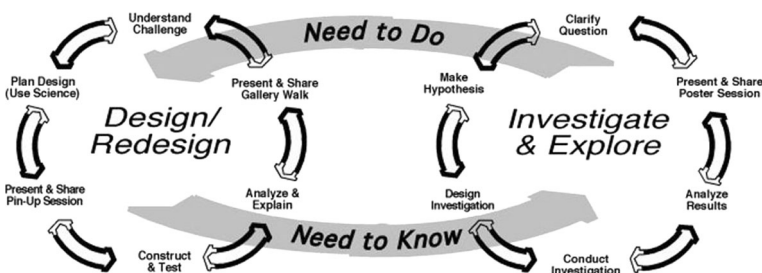 Understand
Challenge
Need to Do
Clarify
Question
Plan Design
(Use Science)
Present & Share
Gallery Walk
Make
Hypothesis
Present & Share
Poster Session
Design/
Redesign
Investigate
& Explore
Present & Share
Pin-Up Session
Analyze &
Explain
Design
Investigation
Analyze
Results
Need to Know
Construct
& Test
Conduct
Investigation